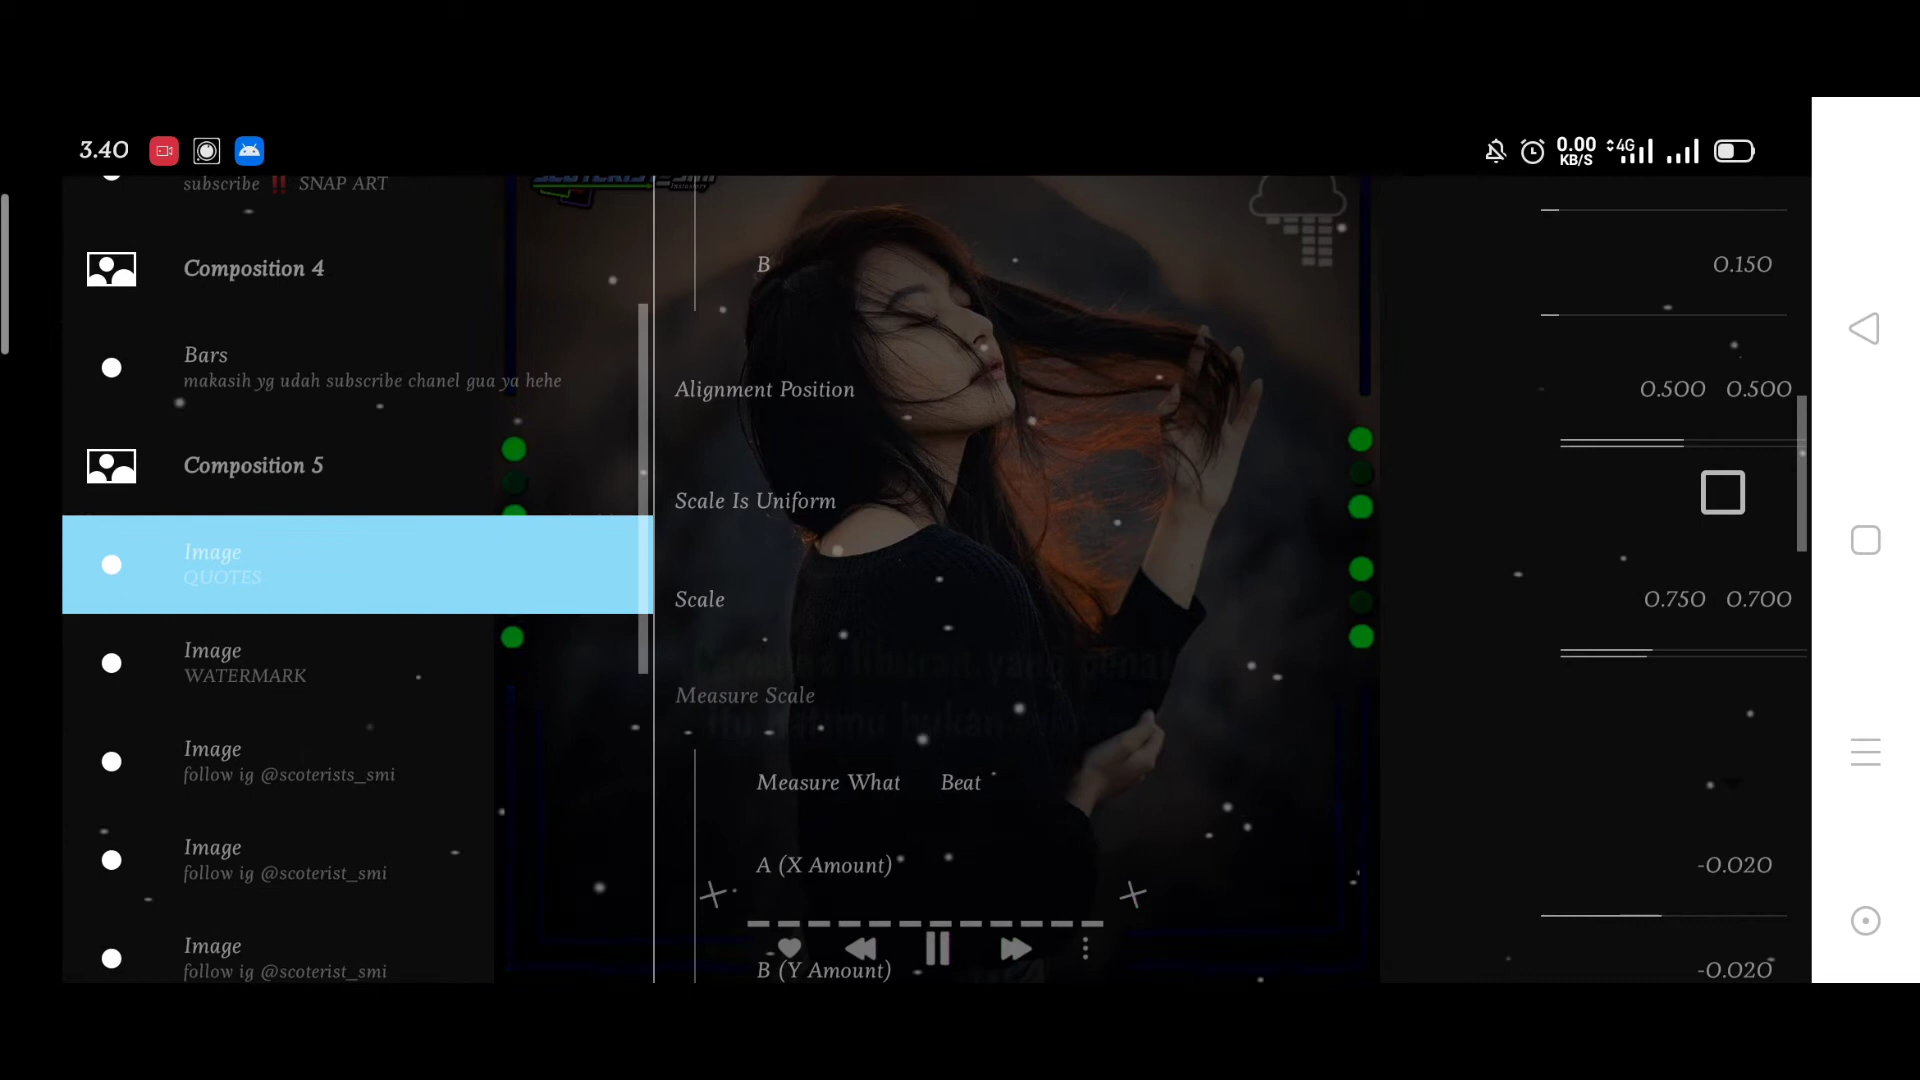 3.40
0.00
KB/S
4G
subscribe ‼️ SNAP ART
Composition 4
B
0.150
Bars
makasih yg udah subscribe chanel gua ya hehe
Alignment Position
0.500 0.500
Composition 5
Scale Is Uniform
Image
QUOTES
Scale
0.750 0.700
Image
WATERMARK
Measure Scale
Image
follow ig @scoterists_smi
Measure What Beat
Image
follow ig @scoterist_smi
A (X Amount)
-0.020
Image
follow ig @scoterist_smi
B (Y Amount)
-0.020